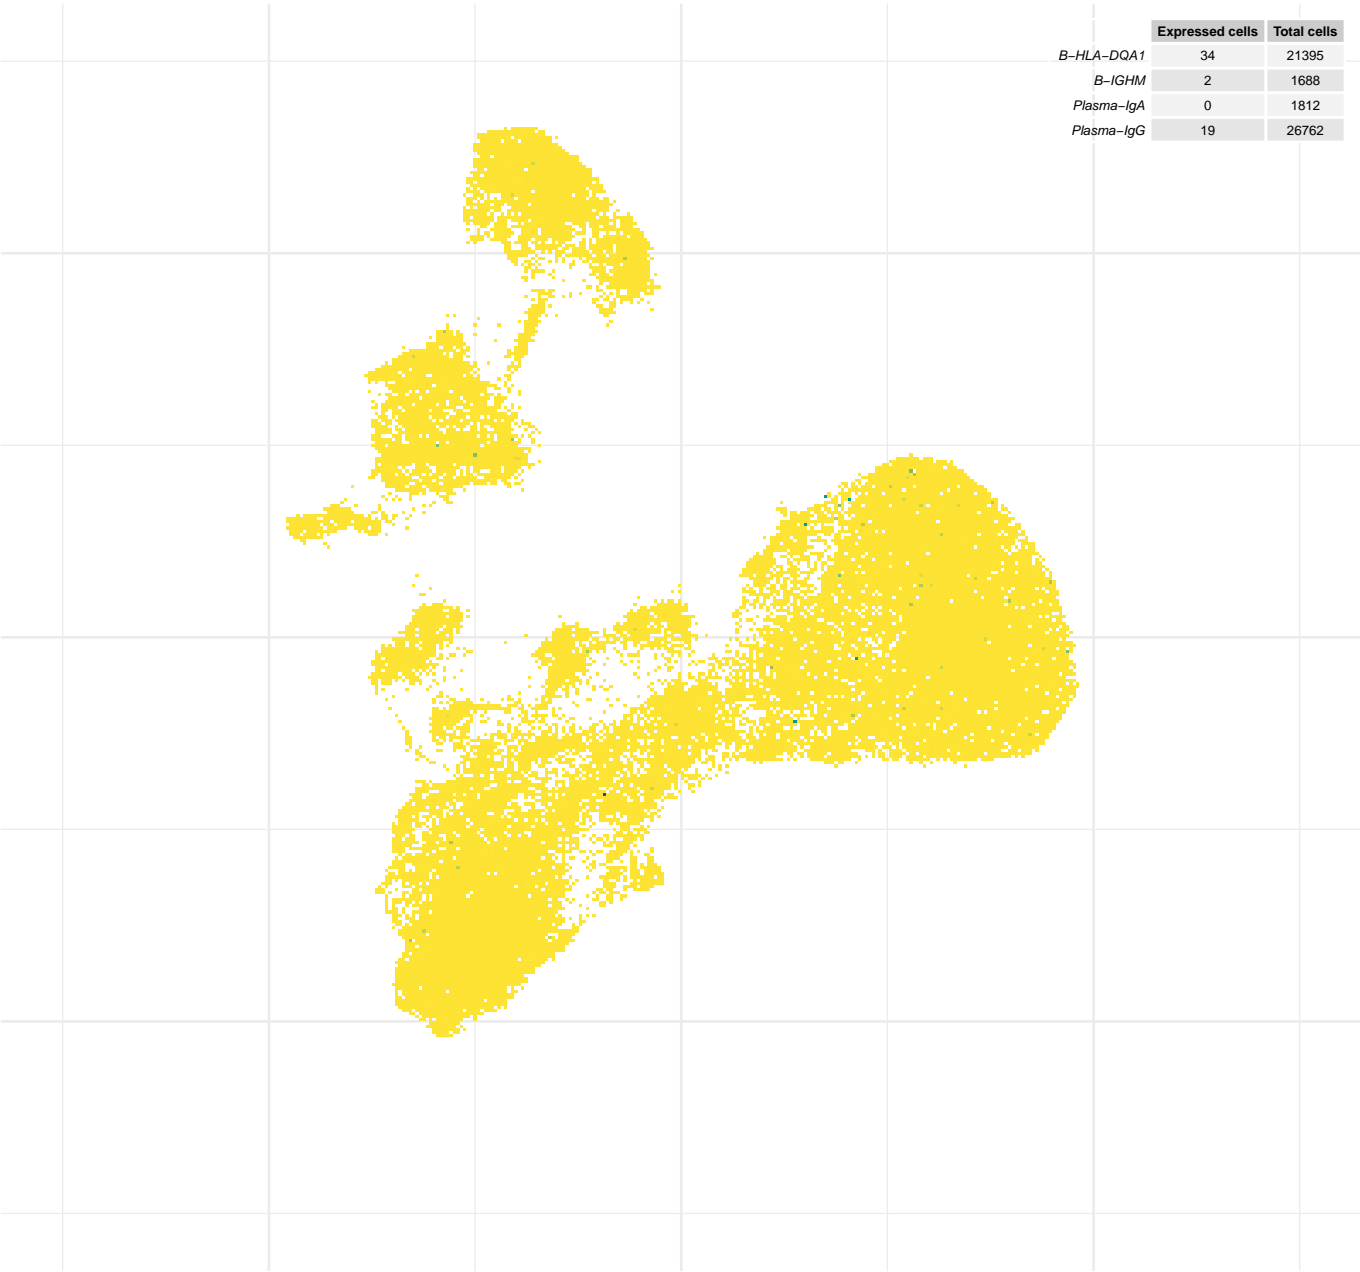 Expressed cells Total cells
B−HLA−DQA1 34 21395
B−IGHM 2 1688
Plasma−IgA 0 1812
Plasma−IgG 19 26762